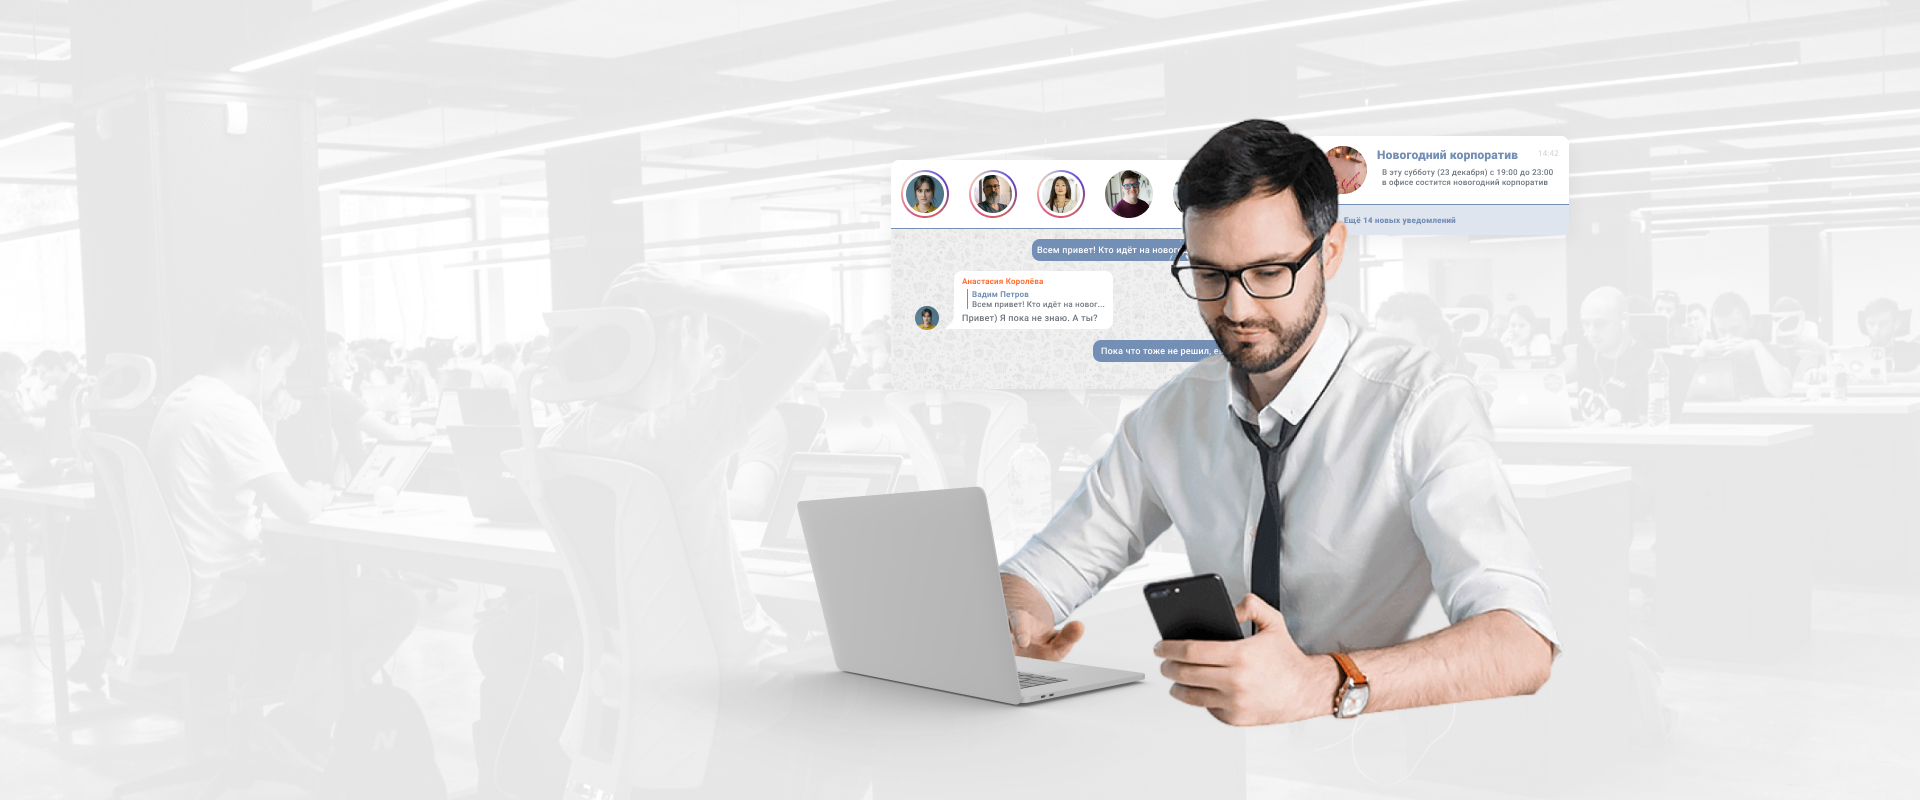 Новогодний корпоратив
14:42
В эту субботу (23 декабря) с 19:00 до 23:00
в офисе состится новогодний корпоратив
Ещё 14 новых уведомлений
Всем привет! Кто идёт на новог
Анастасия Королёва
Вадим Петров
Всем привет! Кто идёт на новог...
Привет) Я пока не знаю. А ты?
Пока что тоже не решил, е